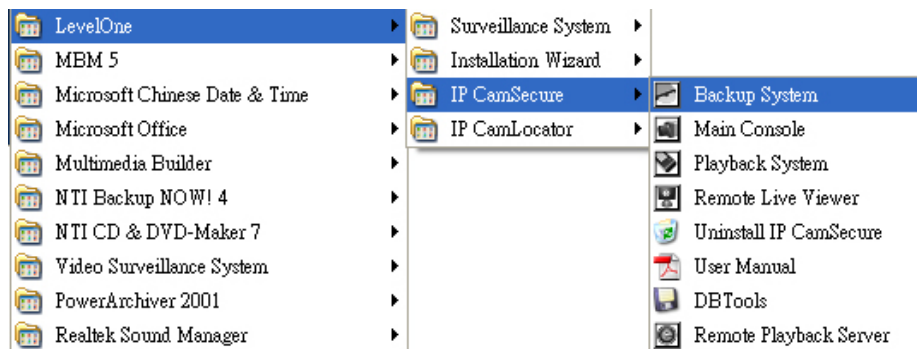 LevelOne
MBM 5
Microsoft Chinese Date & Time
Microsoft Office
Multimedia Builder
NTI Backup NOW! 4
NTI CD & DVD-Maker 7
Video Surveillance System
PowerArchiver 2001
Realtek Sound Manager
Surveillance System
Installation Wizard
IP CamSecure
IP CamLocator
Backup System
Main Console
Playback System
Remote Live Viewer
Uninstall IP CamSecure
User Manual
DBTools
Remote Playback Server